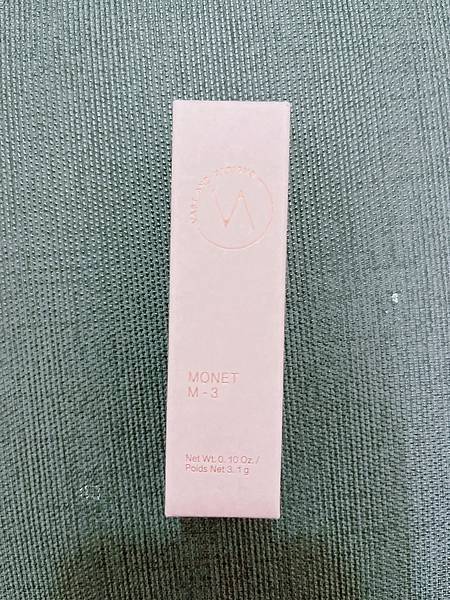 MONET
M - 3
Net Wt. 0.10 Oz./
Poids Net 3.1 g